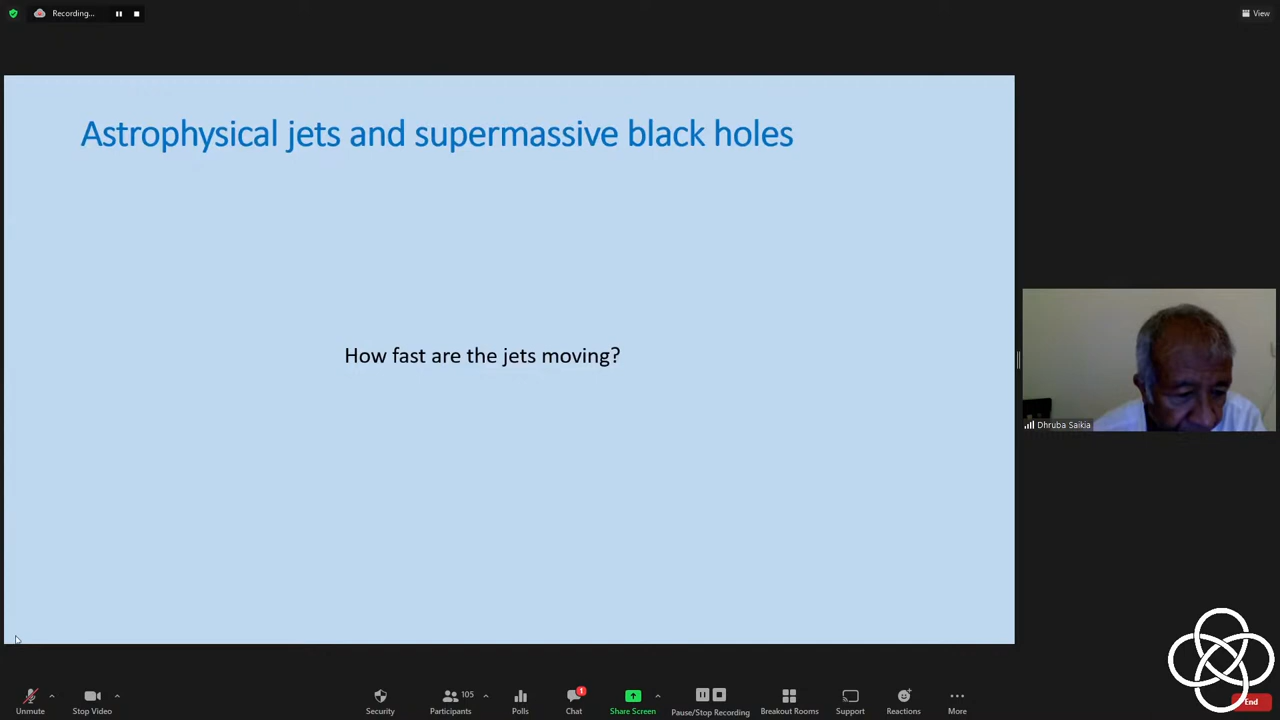 Recording...
View
Astrophysical jets and supermassive black holes
How fast are the jets moving?
Dhruba Saikia
Unmute
Stop Video
Security
Participants
105
Polls
Chat
1
Share Screen
Pause/Stop Recording
Breakout Rooms
Support
Reactions
More
End